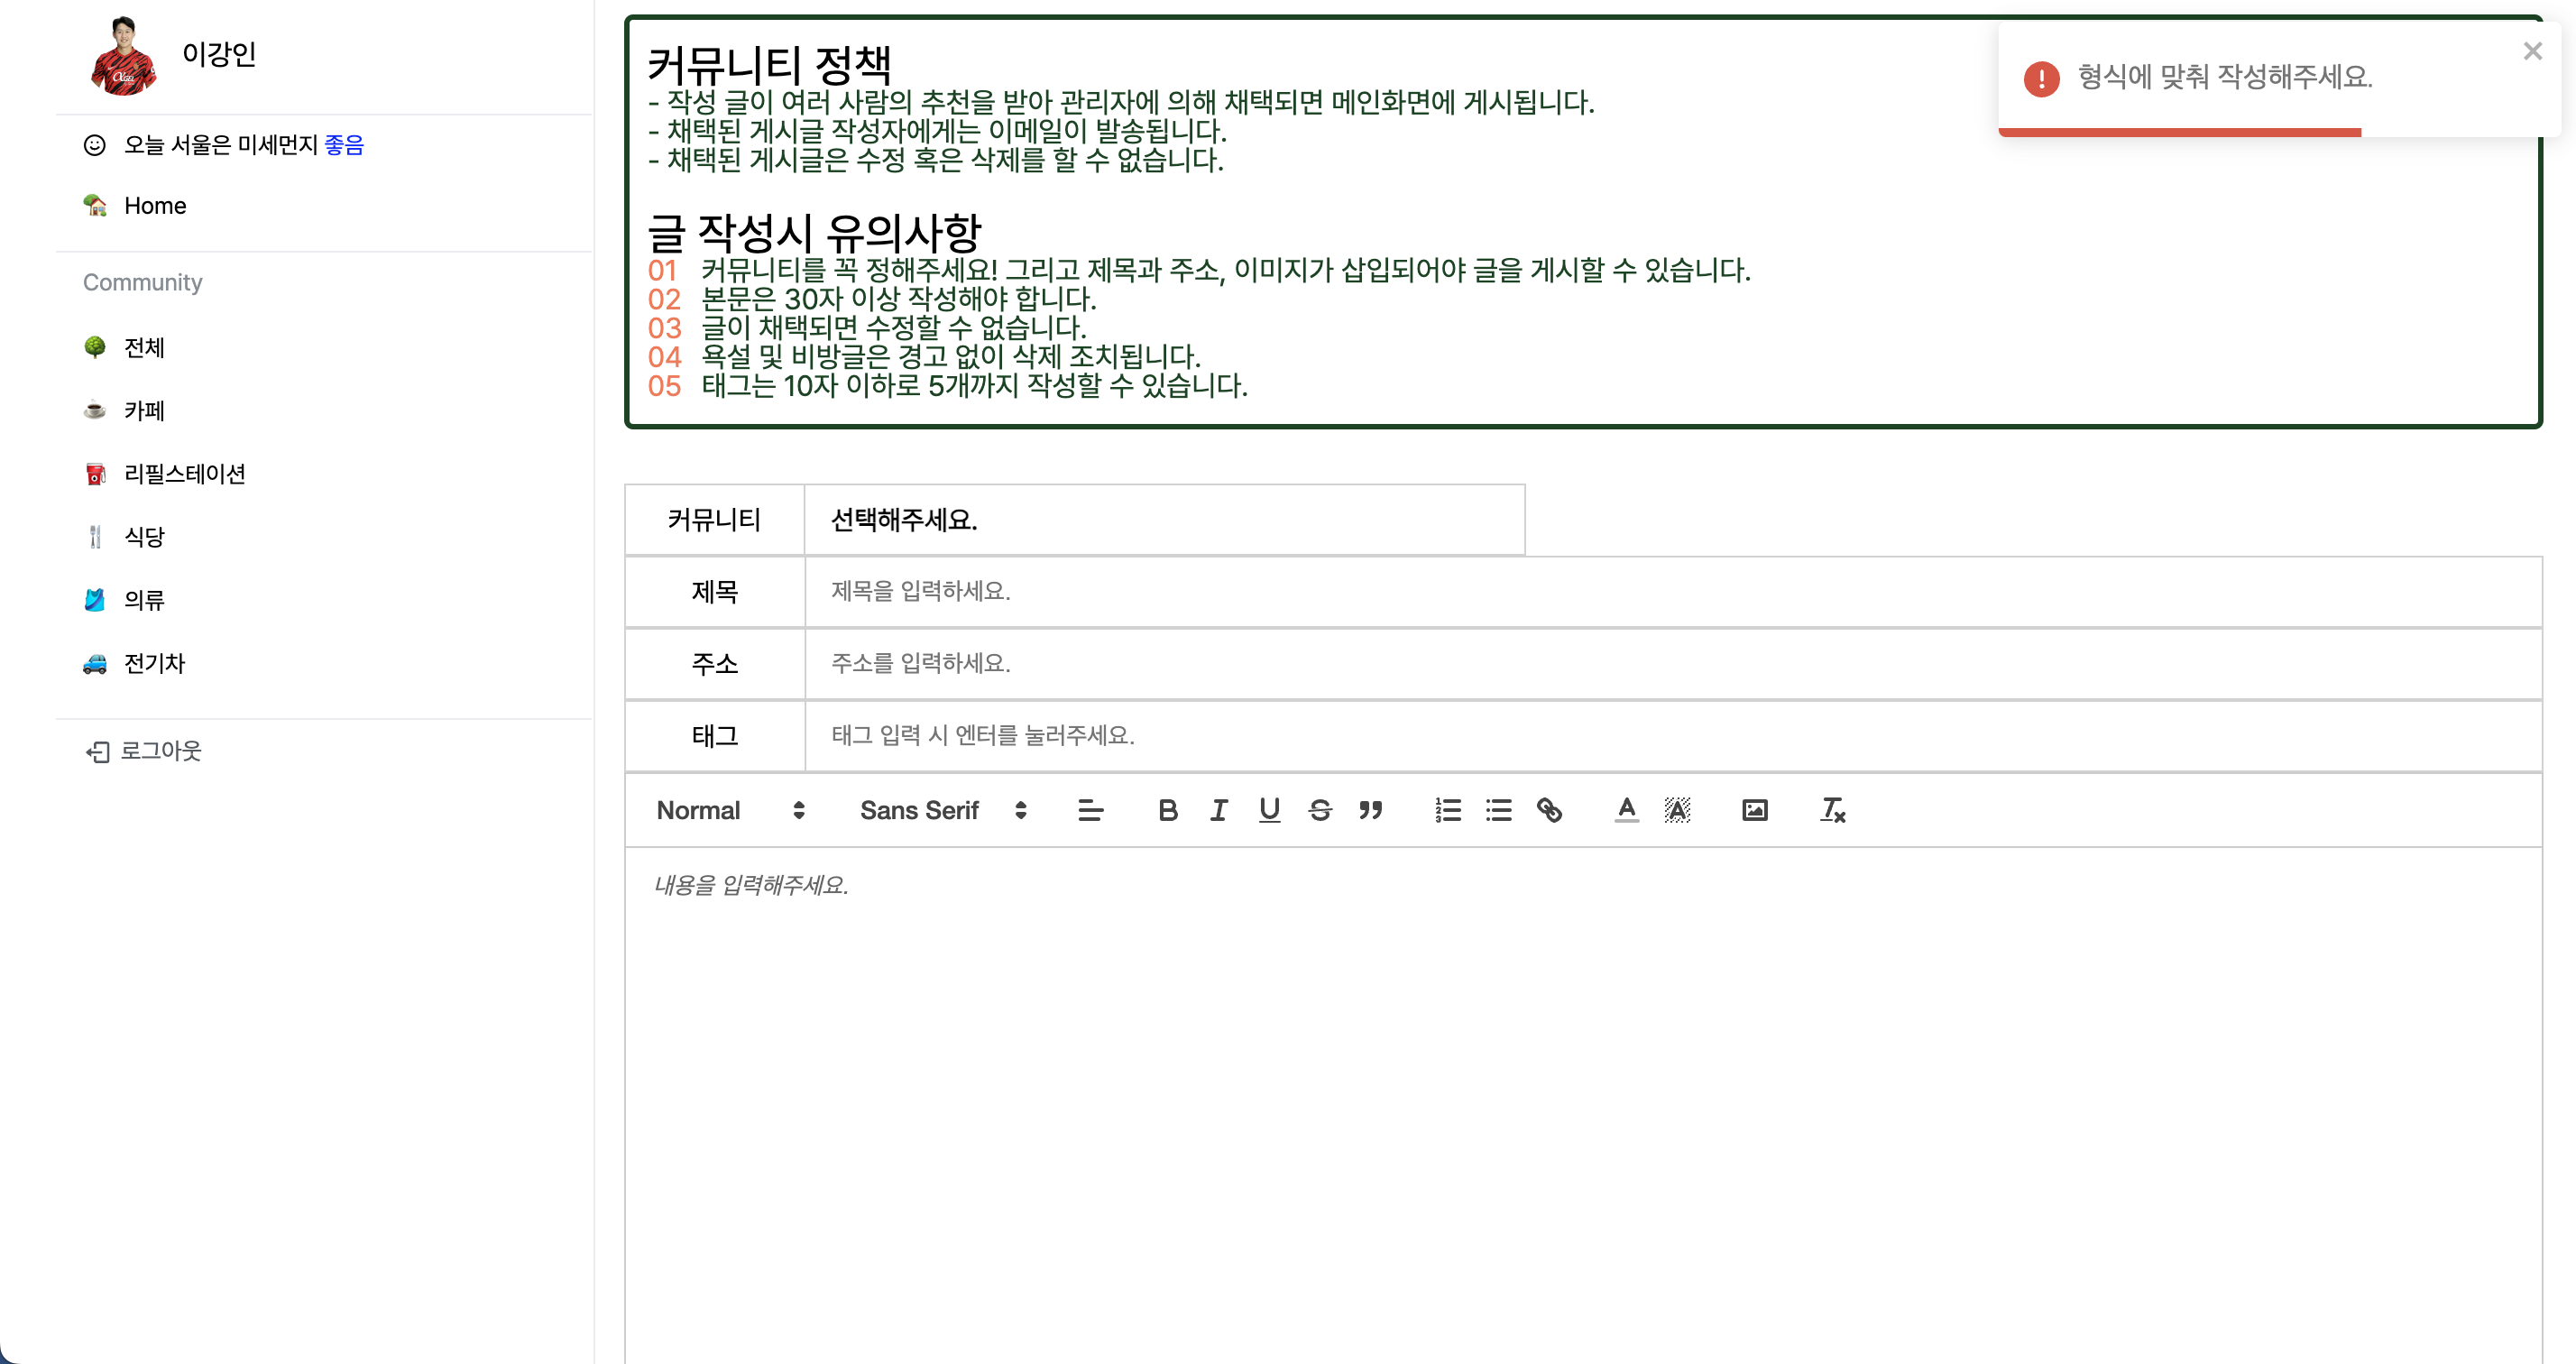 이강인
오늘 서울은 미세먼지 좋음
Home
Community
전체
카페
리필스테이션
식당
의류
전기차
로그아웃
커뮤니티 정책
- 작성 글이 여러 사람의 추천을 받아 관리자에 의해 채택되면 메인화면에 게시됩니다.
- 채택된 게시글 작성자에게는 이메일이 발송됩니다.
- 채택된 게시글은 수정 혹은 삭제를 할 수 없습니다.
글 작성시 유의사항
01 커뮤니티를 꼭 정해주세요! 그리고 제목과 주소, 이미지가 삽입되어야 글을 게시할 수 있습니다.
02 본문은 30자 이상 작성해야 합니다.
03 글이 채택되면 수정할 수 없습니다.
04 욕설 및 비방글은 경고 없이 삭제 조치됩니다.
05 태그는 10자 이하로 5개까지 작성할 수 있습니다.
형식에 맞춰 작성해주세요.
커뮤니티 선택해주세요.
제목 제목을 입력하세요.
주소 주소를 입력하세요.
태그 태그 입력 시 엔터를 눌러주세요.
Normal Sans Serif
내용을 입력해주세요.